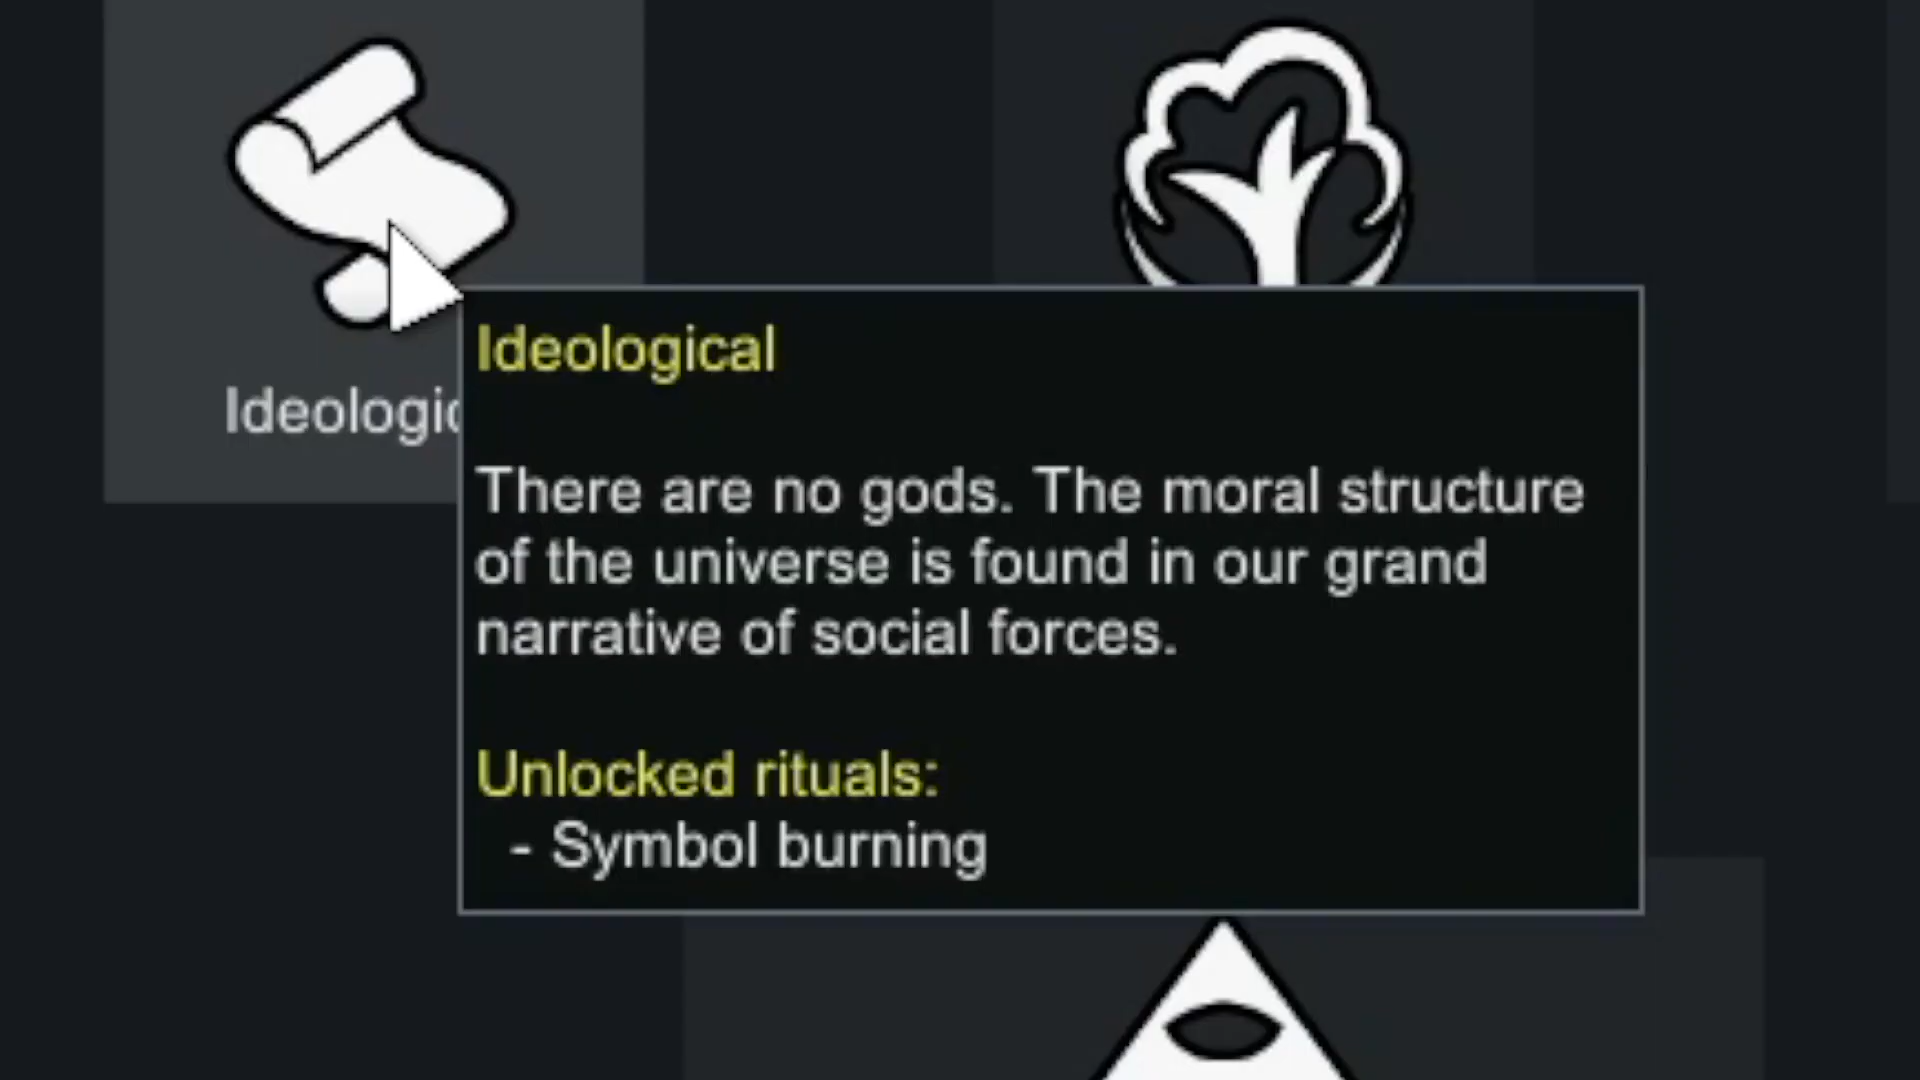 Ideologic
Ideological
There are no gods. The moral structure
of the universe is found in our grand
narrative of social forces.
Unlocked rituals:
- Symbol burning